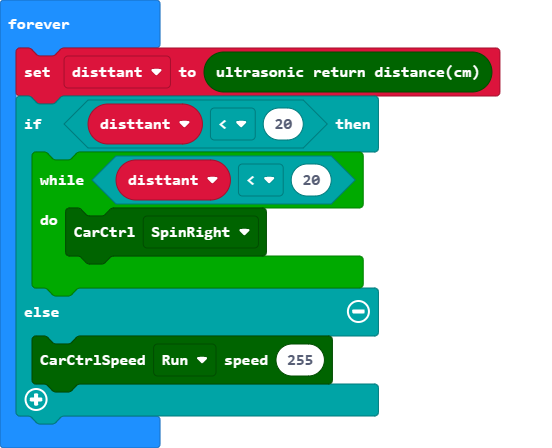 forever
set disttant to ultrasonic return distance(cm)
if disttant < 20 then
while disttant < 20
do CarCtrl SpinRight
else
CarCtrlSpeed Run speed 255